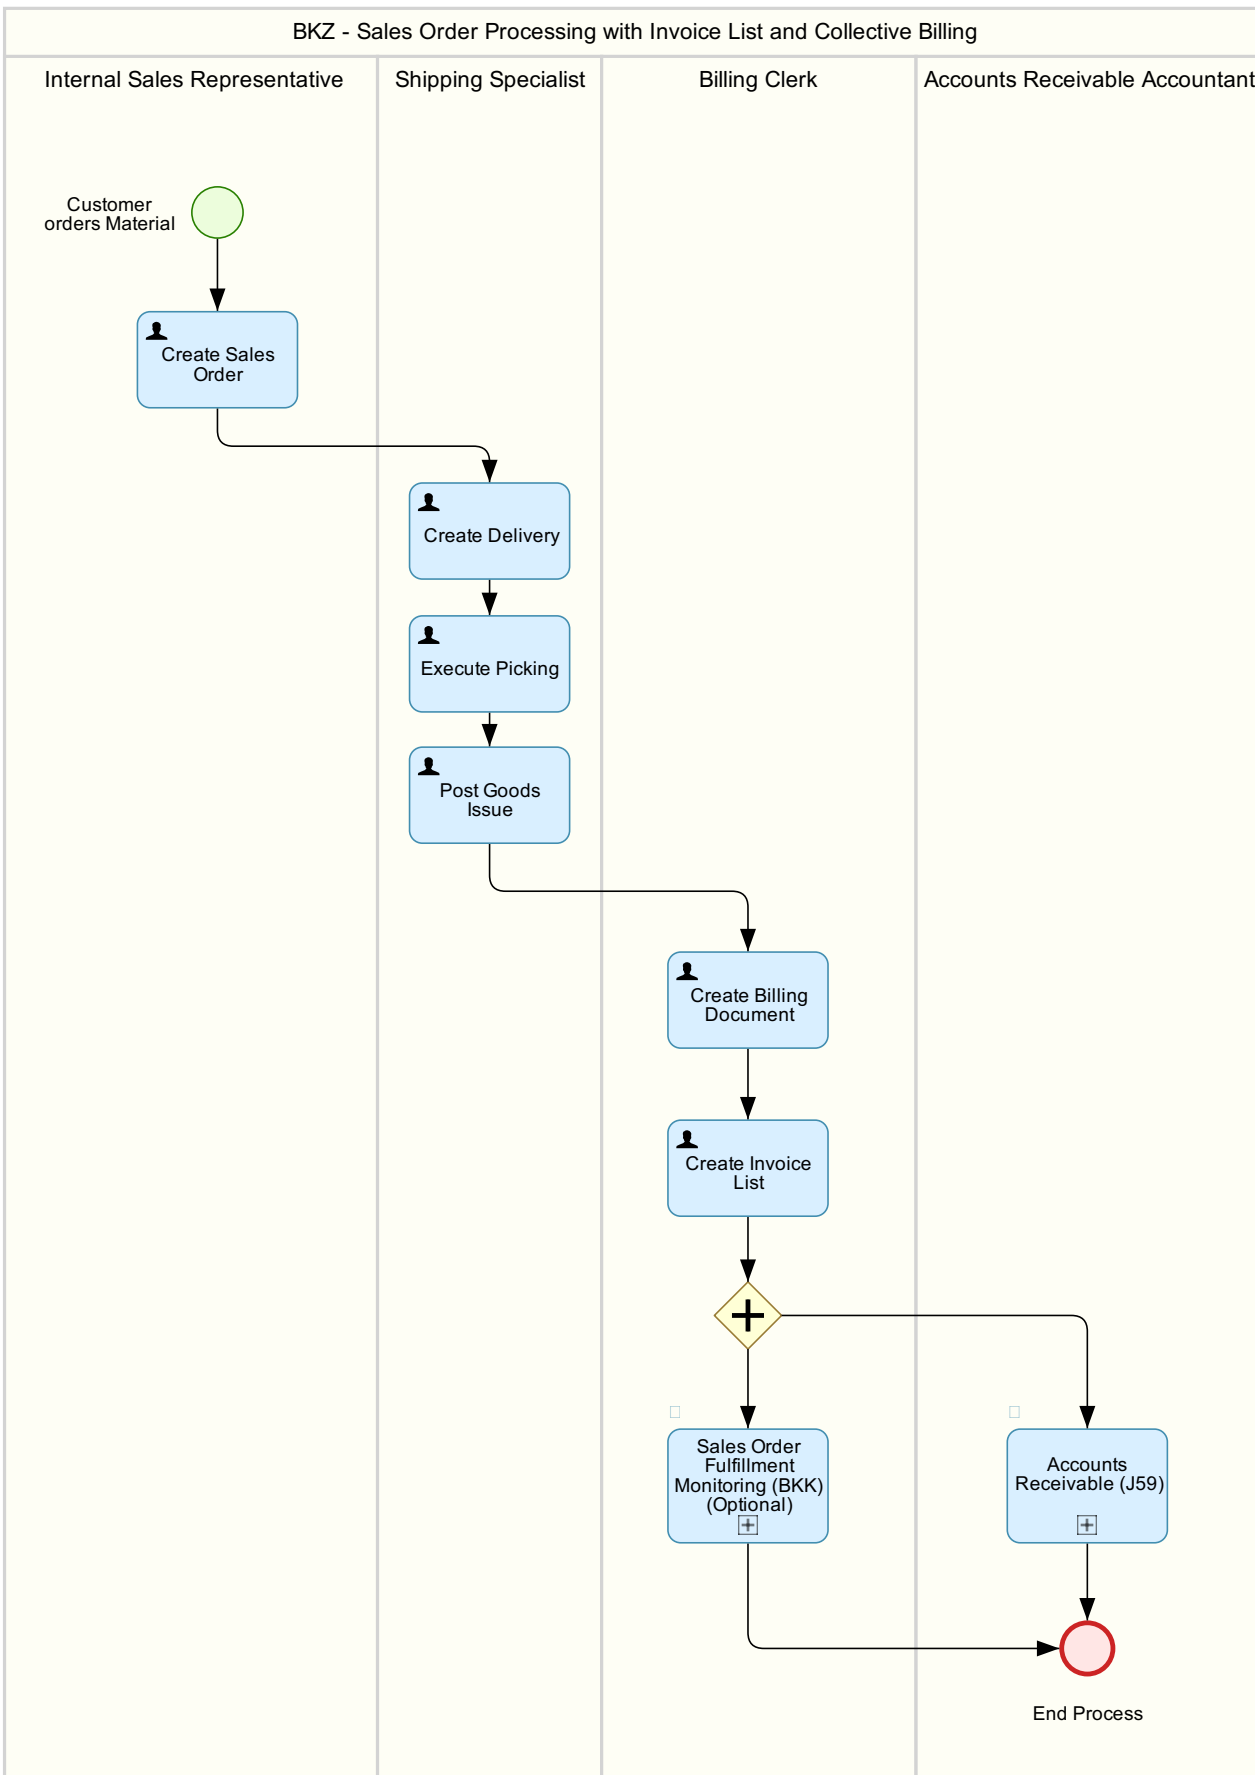 BKZ - Sales Order Processing with Invoice List and Collective Billing
Internal Sales Representative
Shipping Specialist
Billing Clerk
Accounts Receivable Accountant
Customer
orders Material
Create Sales
Order
Create Delivery
Execute Picking
Post Goods
Issue
Create Billing
Document
Create Invoice
List
Sales Order
Fulfillment
Monitoring (BKK)
(Optional)
Accounts
Receivable (J59)
End Process